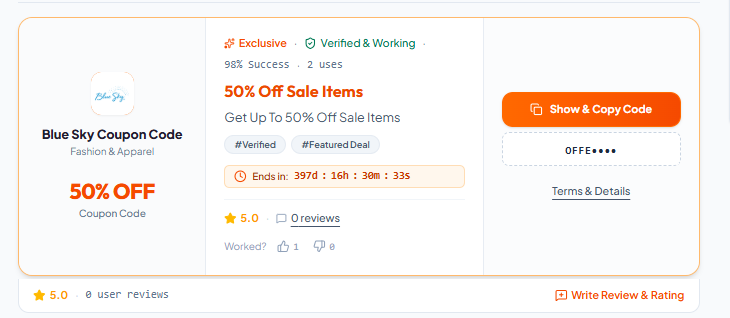 Blue Sky
Blue Sky Coupon Code
Fashion & Apparel
50% OFF
Coupon Code
Exclusive · Verified & Working ·
98% Success · 2 uses
50% Off Sale Items
Get Up To 50% Off Sale Items
#Verified #Featured Deal
Ends in: 397d : 16h : 30m : 33s
5.0 · 0 reviews
Worked? 1 0
Show & Copy Code
OFFE••••
Terms & Details
5.0 · 0 user reviews
Write Review & Rating